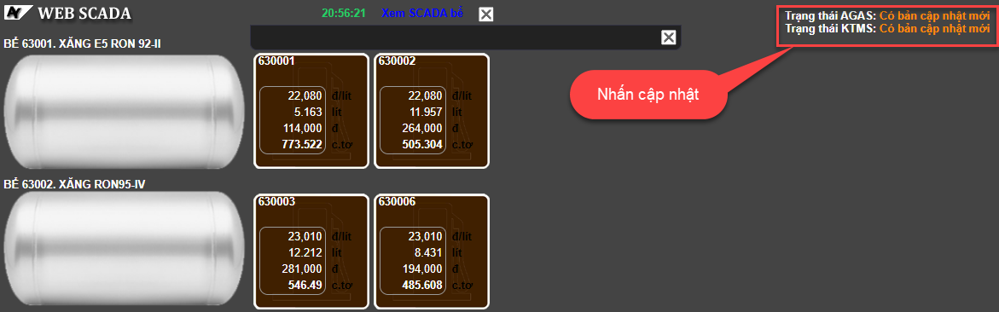 WEB SCADA
20:56:21 Xem SCADA bể
Trạng thái AGAS: Có bản cập nhật mới
Trạng thái KTMS: Có bản cập nhật mới
Nhấn cập nhật
BỂ 63001. XĂNG E5 RON 92-II
630001
22,080 đ/lít
5.163 lít
114,000 đ
773.522 c.tơ
630002
22,080 đ/lít
11.957 lít
264,000 đ
505.304 c.tơ
BỂ 63002. XĂNG RON95-IV
630003
23,010 đ/lít
12.212 lít
281,000 đ
546.49 c.tơ
630006
23,010 đ/lít
8.431 lít
194,000 đ
485.608 c.tơ